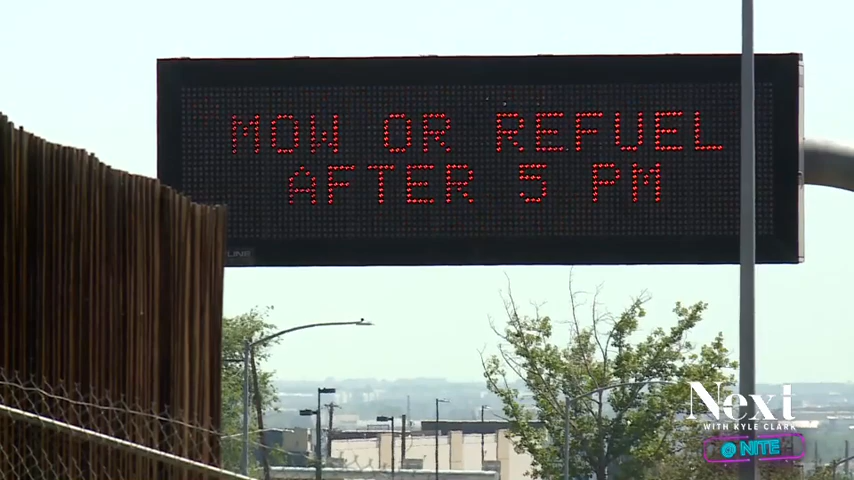 MOW OR REFUEL
AFTER 5 PM
Next
WITH KYLE CLARK
@ NITE